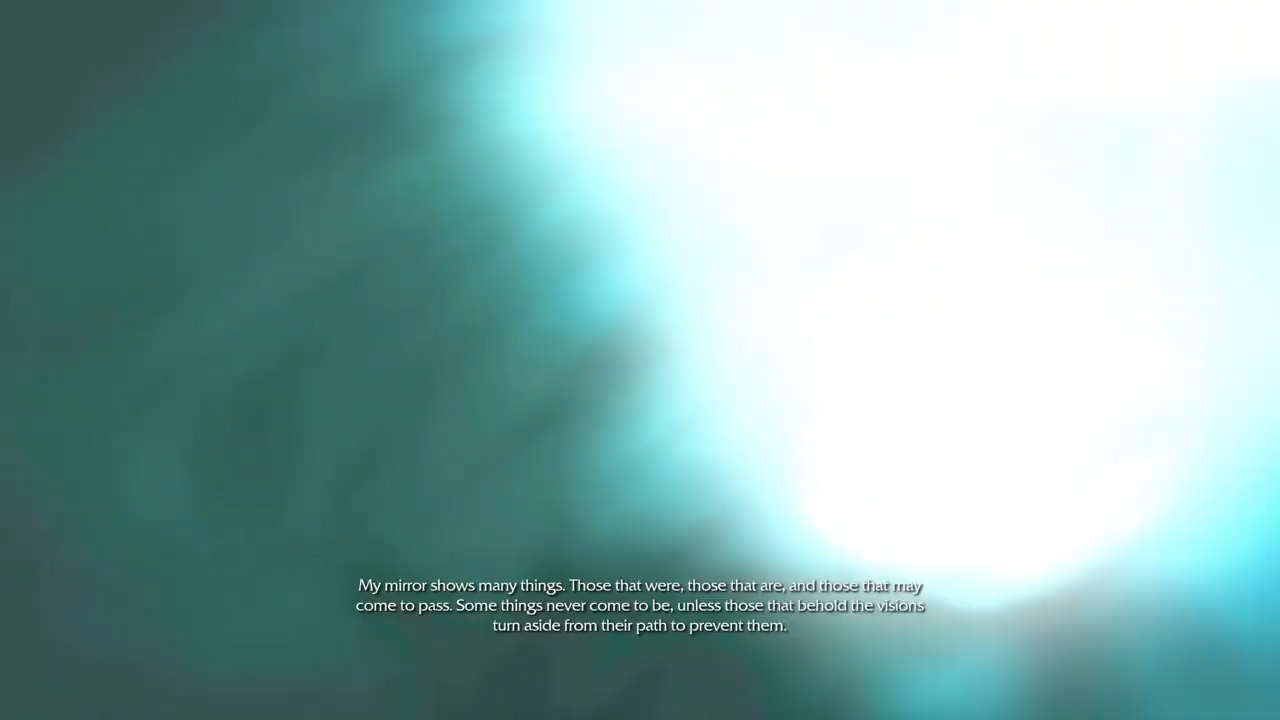 My mirror shows many things. Those that were, those that are, and those that may
come to pass. Some things never come to be, unless those that behold the visions
turn aside from their path to prevent them.